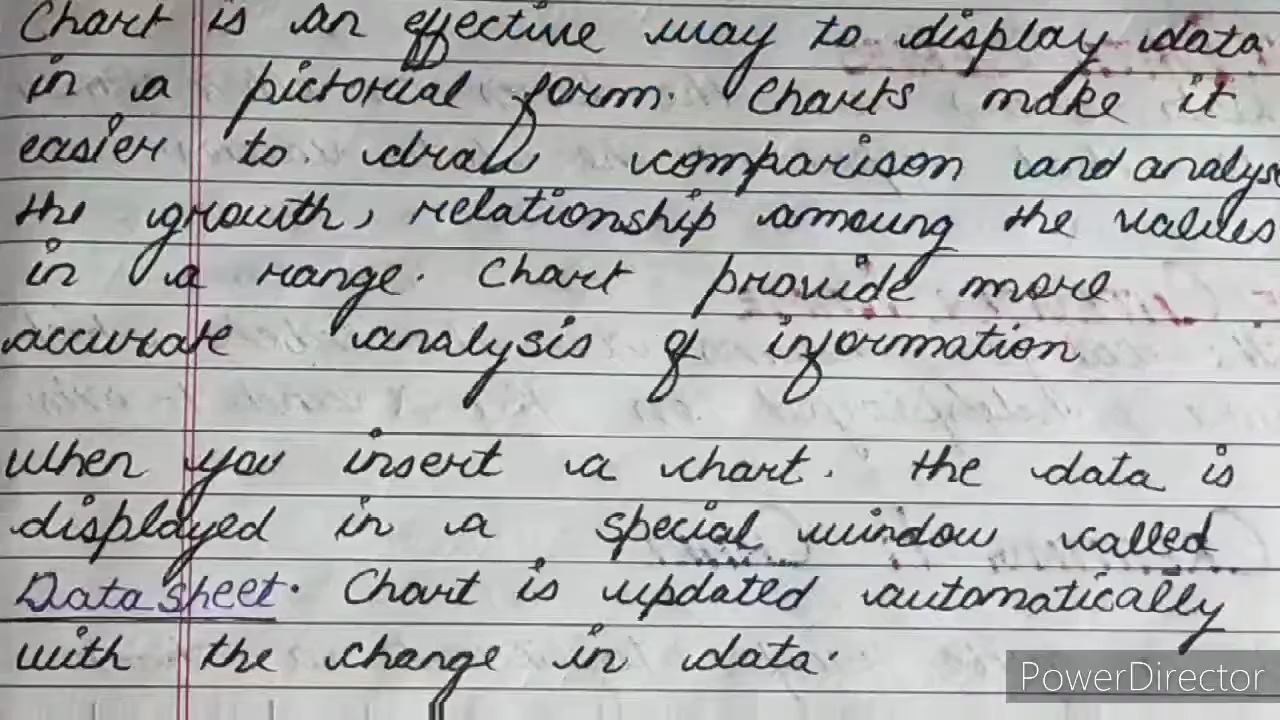 Chart is an effective way to display data
in a pictorial form. Charts make it
easier to draw comparison and analys
the growth, relationship amoung the values
in a range. Chart provide more
accurate analysis of information
when you insert a chart. the data is
displayed in a special window called
Data sheet. Chart is updated automatically
with the change in data.
PowerDirector